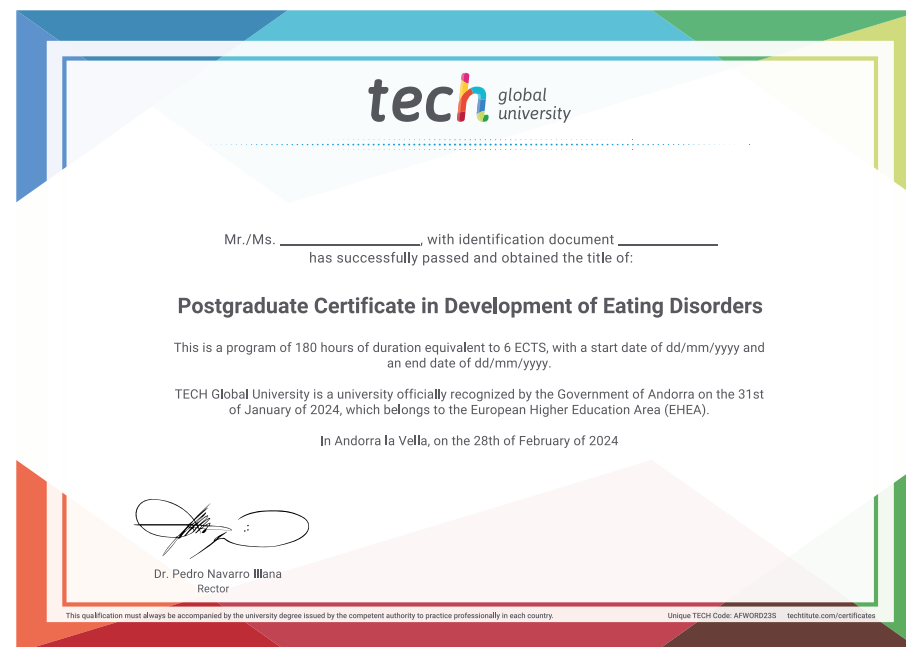 tech global university
Mr./Ms. ____________________, with identification document ______________
has successfully passed and obtained the title of:
Postgraduate Certificate in Development of Eating Disorders
This is a program of 180 hours of duration equivalent to 6 ECTS, with a start date of dd/mm/yyyy and
an end date of dd/mm/yyyy.
TECH Global University is a university officially recognized by the Government of Andorra on the 31st
of January of 2024, which belongs to the European Higher Education Area (EHEA).
In Andorra la Vella, on the 28th of February of 2024
Dr. Pedro Navarro Illana
Rector
This qualification must always be accompanied by the university degree issued by the competent authority to practice professionally in each country.
Unique TECH Code: AFWORD23S techtitute.com/certificates